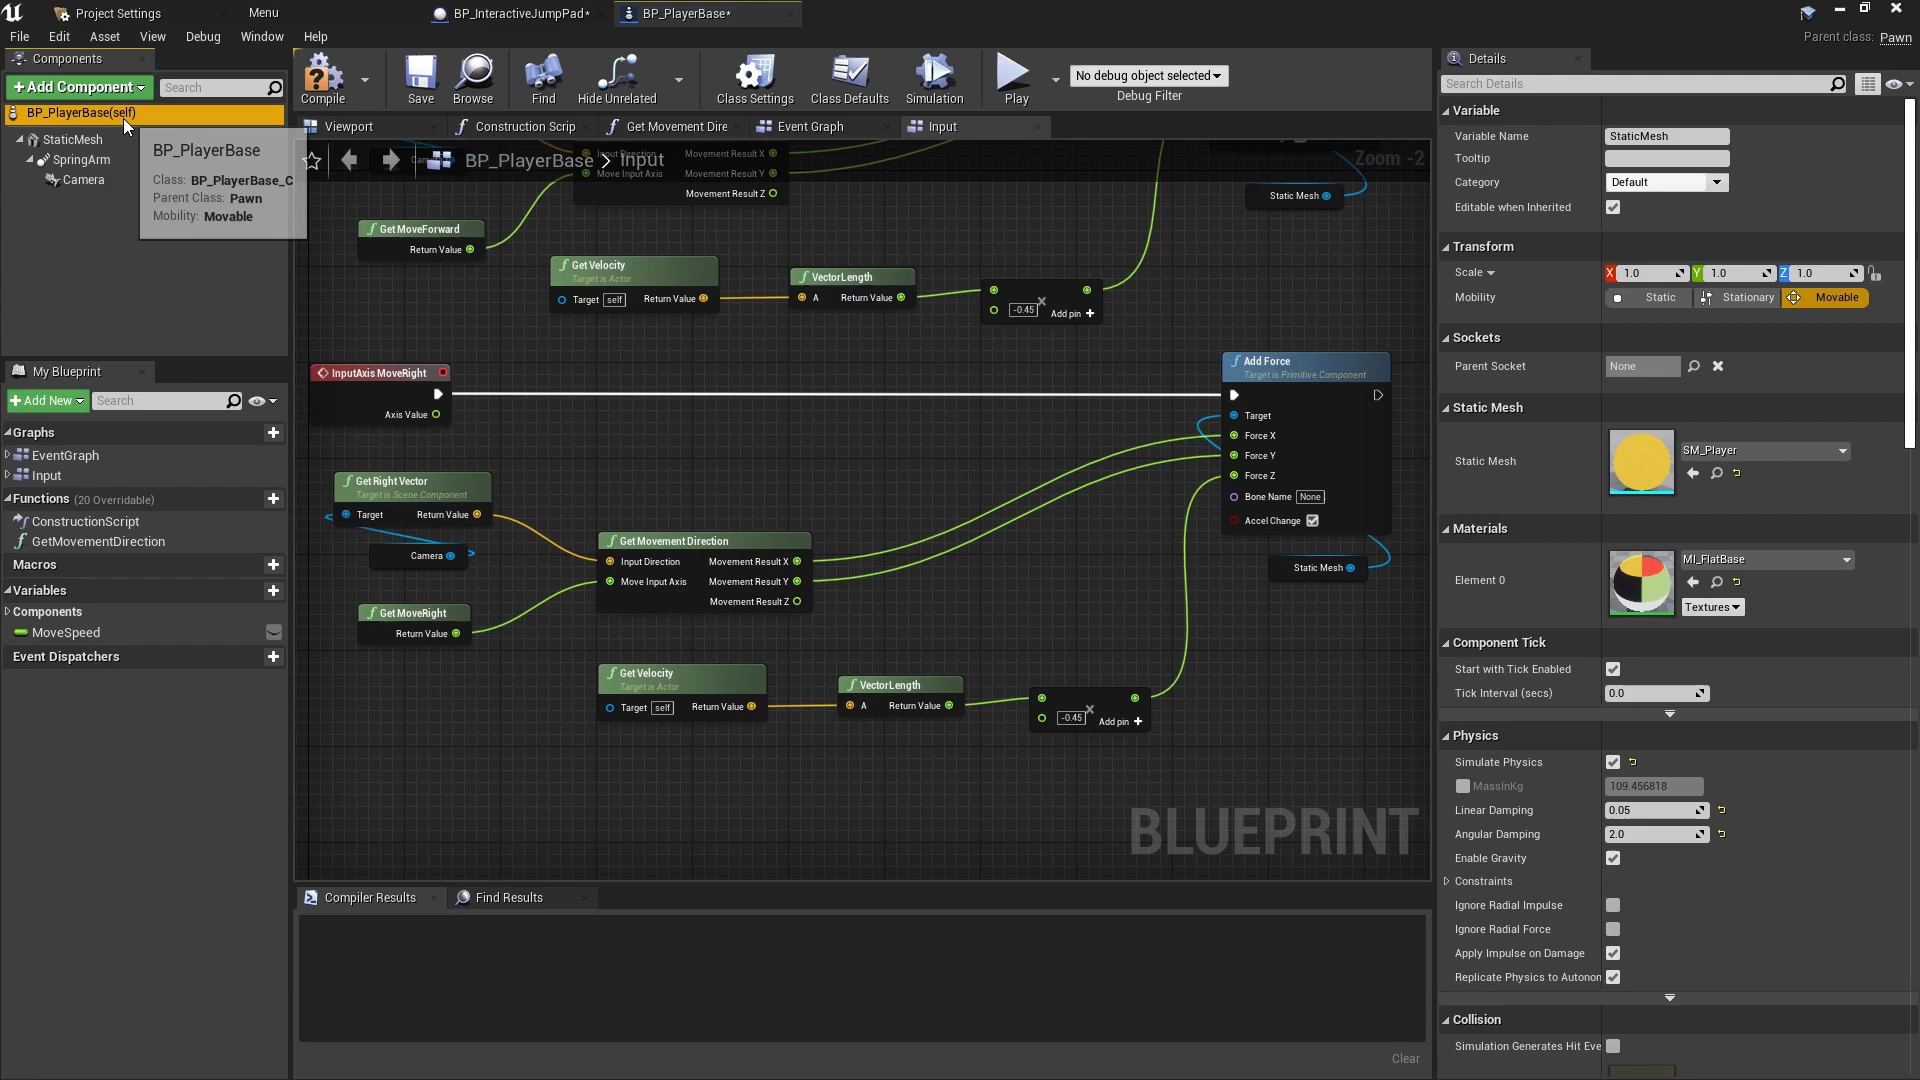 Project Settings
Menu
BP_InteractiveJumpPad*
BP_PlayerBase*
File Edit Asset View Debug Window Help
Parent class: Pawn
Components
+Add Component
Search
BP_PlayerBase(self)
StaticMesh
SpringArm
Camera
BP_PlayerBase
Class: BP_PlayerBase_C
Parent Class: Pawn
Mobility: Movable
Compile
Save
Browse
Find
Hide Unrelated
Class Settings
Class Defaults
Simulation
Play
No debug object selected
Debug Filter
Viewport
Construction Scrip
Get Movement Dire
Event Graph
Input
BP_PlayerBase > Input
Zoom -2
Input Direction Movement Result X
Move Input Axis Movement Result Y
Movement Result Z
Static Mesh
Get MoveForward
Return Value
Get Velocity
Target is Actor
Target self Return Value
VectorLength
A Return Value
-0.45
Add pin +
InputAxis MoveRight
Axis Value
Add Force
Target is Primitive Component
Target
Force X
Force Y
Force Z
Bone Name None
Accel Change
Static Mesh
Get Right Vector
Target is Scene Component
Target Return Value
Camera
Get Movement Direction
Input Direction Movement Result X
Move Input Axis Movement Result Y
Movement Result Z
Get MoveRight
Return Value
Get Velocity
Target is Actor
Target self Return Value
VectorLength
A Return Value
-0.45
Add pin +
BLUEPRINT
My Blueprint
+Add New
Search
Graphs
EventGraph
Input
Functions (20 Overridable)
ConstructionScript
GetMovementDirection
Macros
Variables
Components
MoveSpeed
Event Dispatchers
Compiler Results
Find Results
Clear
Details
Search Details
Variable
Variable Name StaticMesh
Tooltip
Category Default
Editable when Inherited
Transform
Scale X 1.0 Y 1.0 Z 1.0
Mobility Static Stationary Movable
Sockets
Parent Socket None
Static Mesh
Static Mesh SM_Player
Materials
Element 0 MI_FlatBase
Textures
Component Tick
Start with Tick Enabled
Tick Interval (secs) 0.0
Physics
Simulate Physics
MassInKg 109.456818
Linear Damping 0.05
Angular Damping 2.0
Enable Gravity
Constraints
Ignore Radial Impulse
Ignore Radial Force
Apply Impulse on Damage
Replicate Physics to Autonon
Collision
Simulation Generates Hit Eve